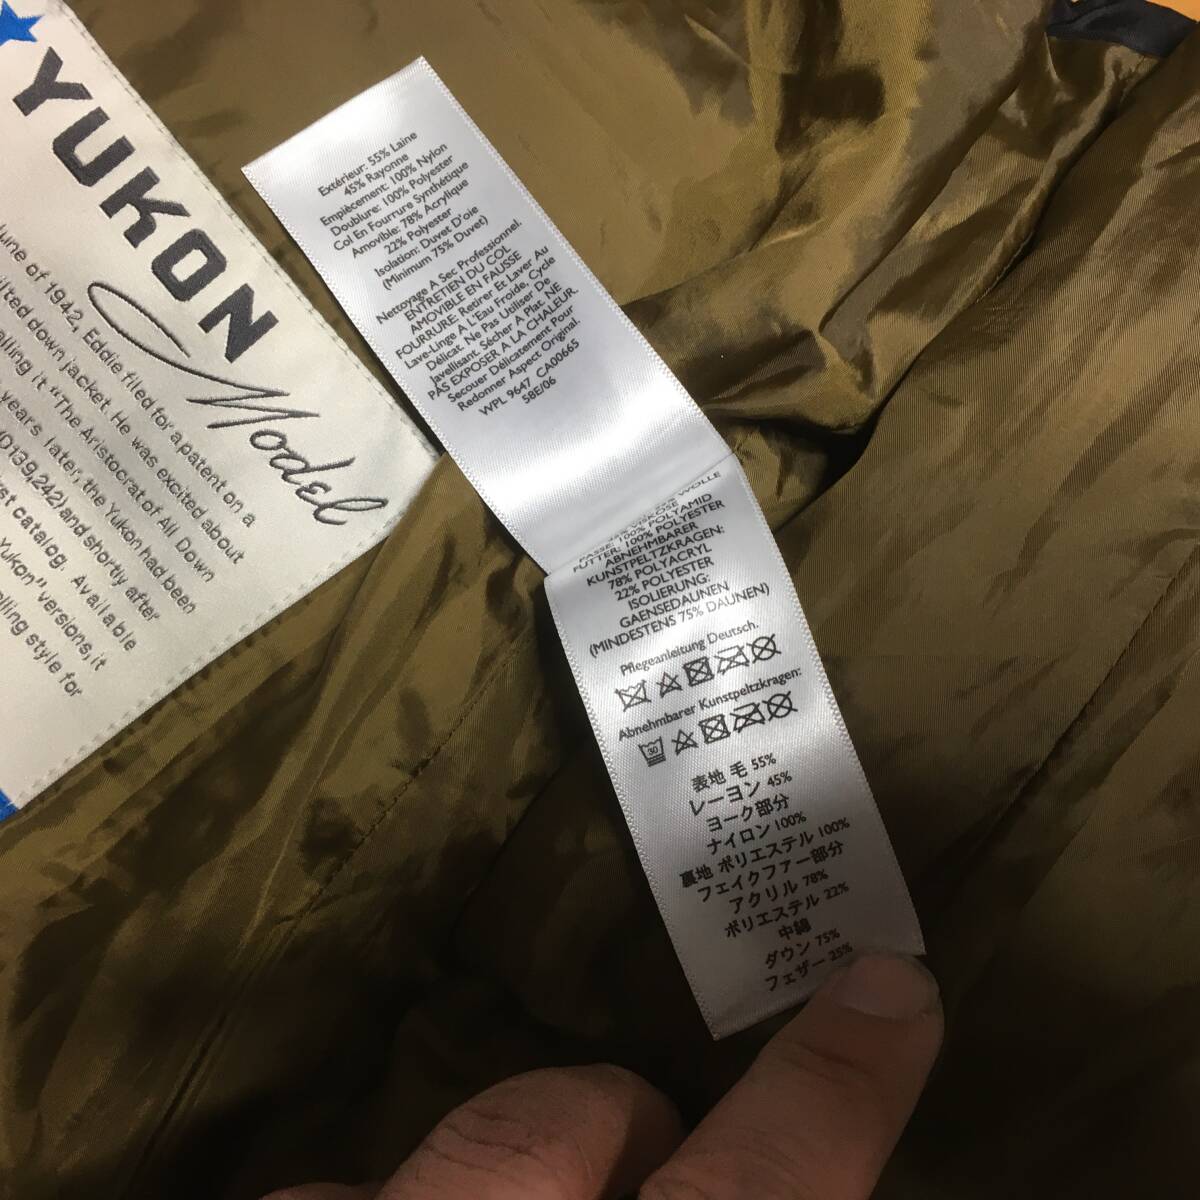 YUKON
Model
June of 1942, Eddie filed for a patent on a
down jacket. He was excited about
it "The Aristocrat of All Down
years later, the Yukon had been
139,242) and shortly after
catalog. Available
Yukon" versions, it
style for
Extérieur: 55% Laine
45% Rayonne
Empiècement: 100% Nylon
Doublure: 100% Polyester
Col En Fourrure Synthétique
Amovible: 78% Acrylique
22% Polyester
Isolation: Duvet D'oie
(Minimum 75% Duvet)
Nettoyage A Sec Professionnel.
ENTRETIEN DU COL
AMOVIBLE EN FAUSSE
FOURRURE: Retirer Et Laver Au
Lave-Linge A L'Eau Froide, Cycle
Délicat. Ne Pas Utiliser De
Javellisant, Sécher A Plat. NE
PAS EXPOSER A LA CHALEUR.
Secouer Délicatement Pour
Redonner Aspect Original.
WPL 9647 CA00665
58E/06
WOLLE
VISKOSE
PASSE: 100% POLYAMID
FUTTER: 100% POLYESTER
ABNEHMBARER
KUNSTPELTZKRAGEN:
78% POLYACRYL
22% POLYESTER
ISOLIERUNG:
GAENSEDAUNEN
(MINDESTENS 75% DAUNEN)
Pflegeanleitung Deutsch.
Abnehmbarer Kunstpeltzkragen:
30
表地 毛 55%
レーヨン 45%
ヨーク部分
ナイロン 100%
裏地 ポリエステル 100%
フェイクファー部分
アクリル 78%
ポリエステル 22%
中綿
ダウン 75%
フェザー 25%